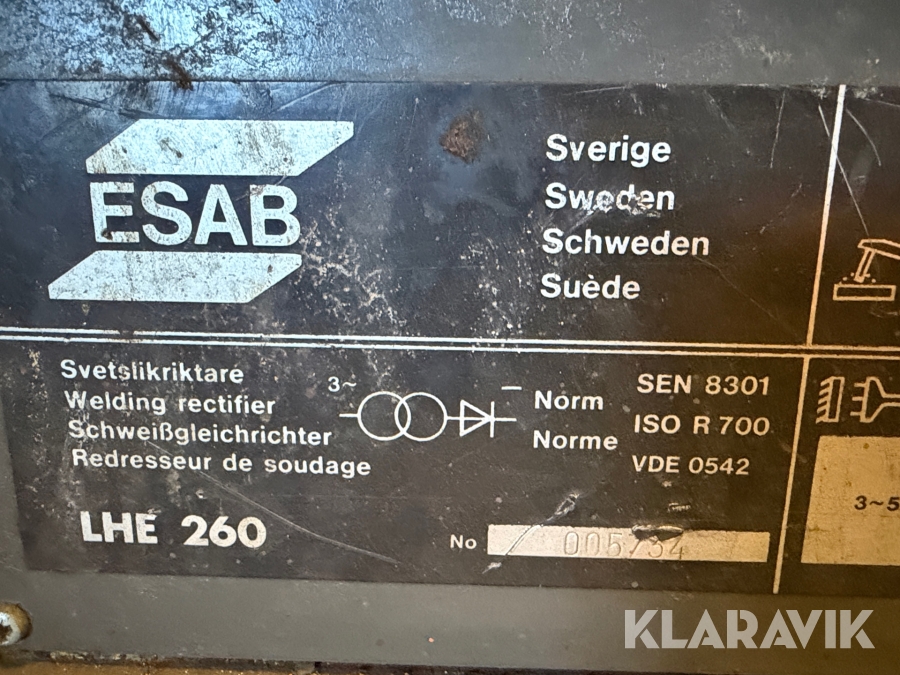 ESAB
Sverige
Sweden
Schweden
Suède
Svetslikriktare
Welding rectifier
Schweißgleichrichter
Redresseur de soudage
3~
Norm
Norme
SEN 8301
ISO R 700
VDE 0542
LHE 260
No
3~5
KLARAVIK